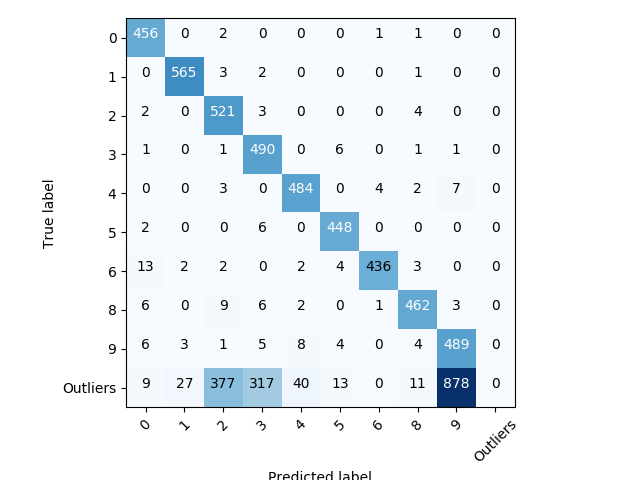 0 456 0 2 0 0 0 1 1 0 0
1 0 565 3 2 0 0 0 1 0 0
2 2 0 521 3 0 0 0 4 0 0
3 1 0 1 490 0 6 0 1 1 0
4 0 0 3 0 484 0 4 2 7 0
5 2 0 0 6 0 448 0 0 0 0
6 13 2 2 0 2 4 436 3 0 0
8 6 0 9 6 2 0 1 462 3 0
9 6 3 1 5 8 4 0 4 489 0
Outliers 9 27 377 317 40 13 0 11 878 0
0 1 2 3 4 5 6 8 9 Outliers
True label
Predicted label